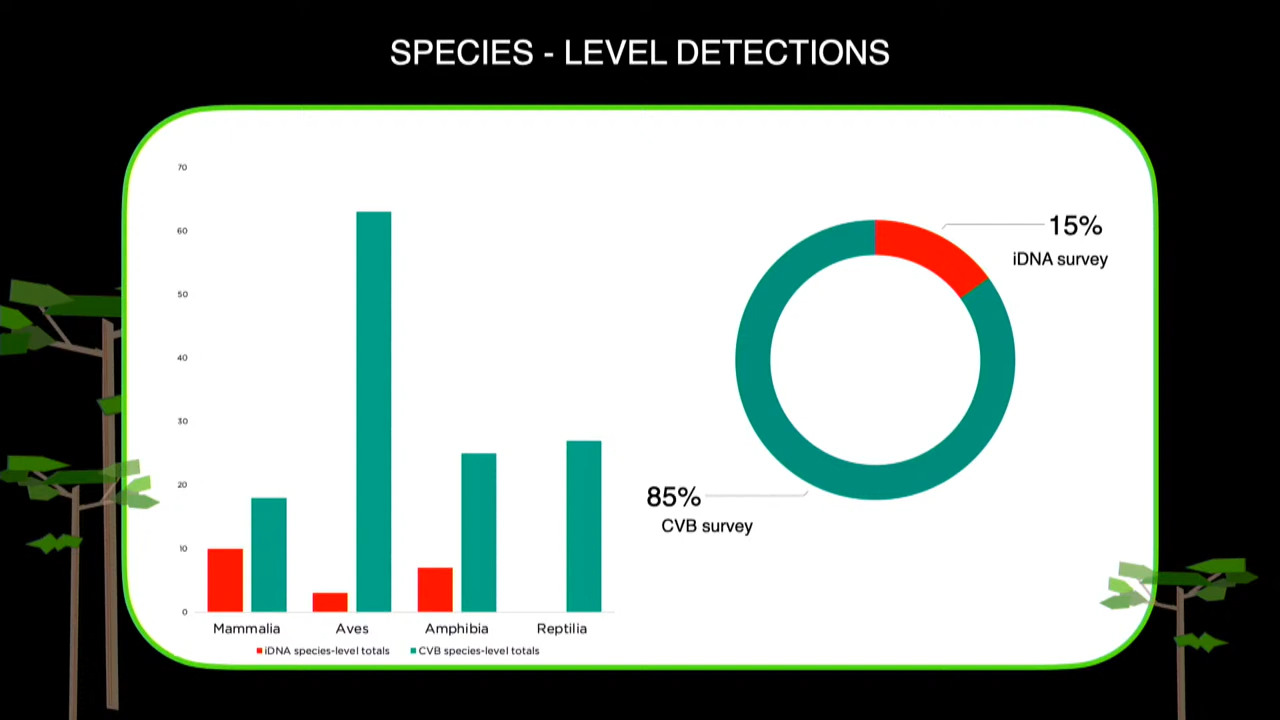 SPECIES - LEVEL DETECTIONS
70
60
50
40
30
20
10
0
Mammalia Aves Amphibia Reptilia
iDNA species-level totals CVB species-level totals
15%
iDNA survey
85%
CVB survey